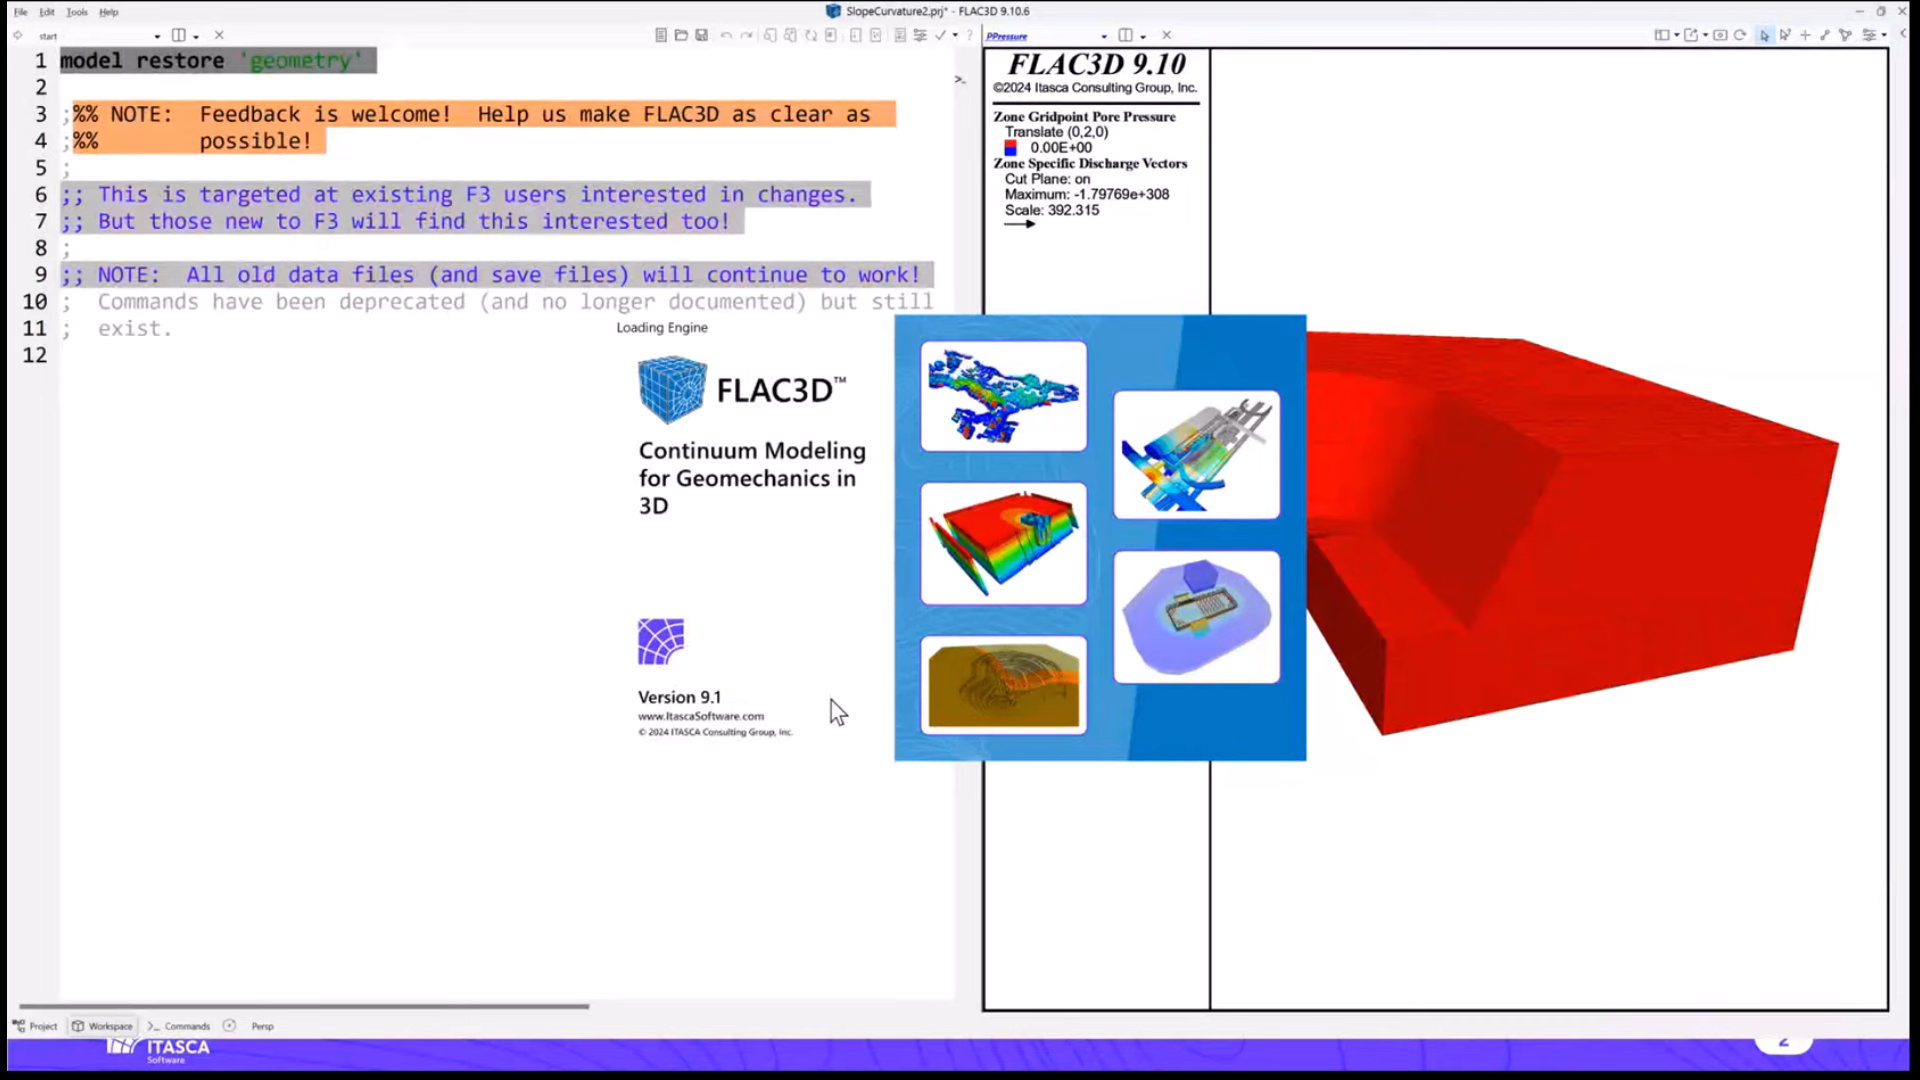 File Edit Tools Help
SlopeCurvature2.prj* - FLAC3D 9.10.6
start
PPressure
1 model restore 'geometry'
2
3 ;%% NOTE:  Feedback is welcome!  Help us make FLAC3D as clear as
4 ;%%        possible!
5 ;
6 ;; This is targeted at existing F3 users interested in changes.
7 ;; But those new to F3 will find this interested too!
8 ;
9 ;; NOTE:  All old data files (and save files) will continue to work!
10 ;  Commands have been deprecated (and no longer documented) but still
11 ;  exist.
12
FLAC3D 9.10
©2024 Itasca Consulting Group, Inc.
Zone Gridpoint Pore Pressure
Translate (0,2,0)
0.00E+00
Zone Specific Discharge Vectors
Cut Plane: on
Maximum: -1.79769e+308
Scale: 392.315
Loading Engine
FLAC3D™
Continuum Modeling
for Geomechanics in
3D
Version 9.1
www.ItascaSoftware.com
© 2024 ITASCA Consulting Group, Inc.
Project Workspace >_ Commands Persp
ITASCA
Software
2